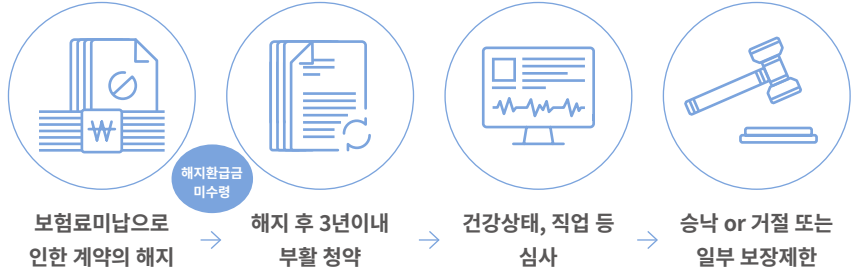 해지환급금
미수령
보험료미납으로
인한 계약의 해지
해지 후 3년이내
부활 청약
건강상태, 직업 등
심사
승낙 or 거절 또는
일부 보장제한